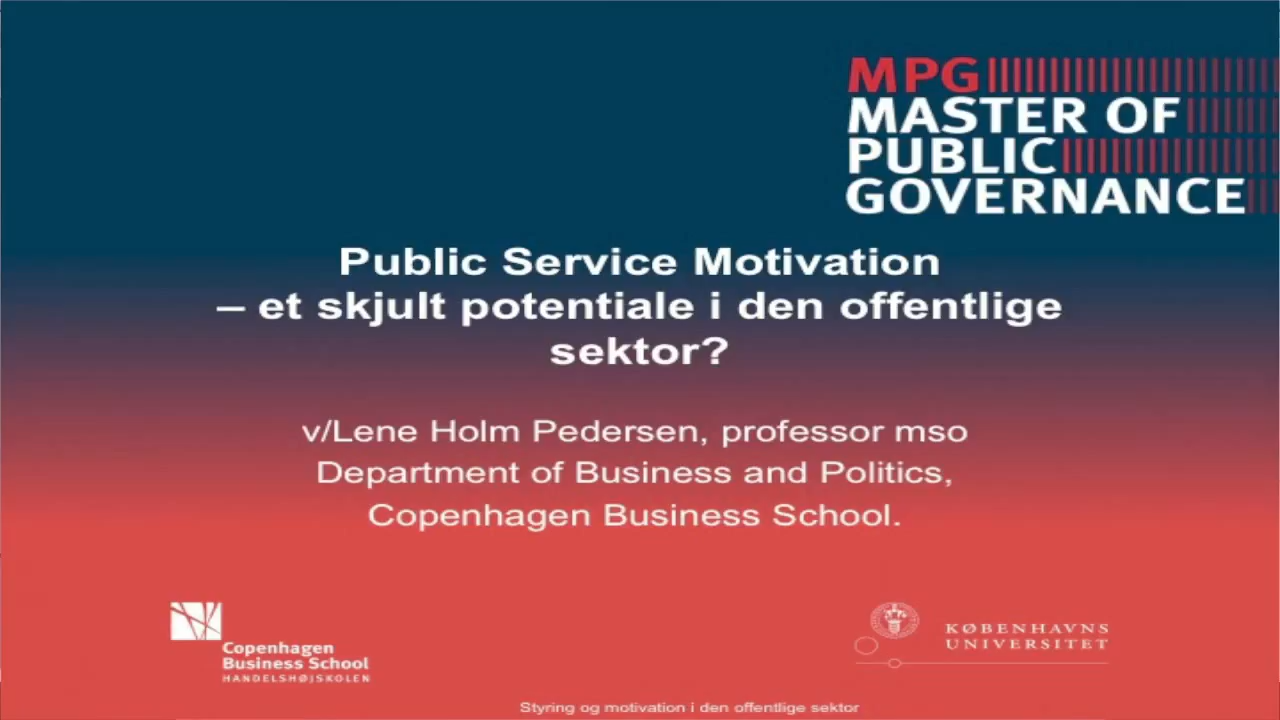 MPG
MASTER OF
PUBLIC
GOVERNANCE
Public Service Motivation
– et skjult potentiale i den offentlige
sektor?
v/Lene Holm Pedersen, professor mso
Department of Business and Politics,
Copenhagen Business School.
Copenhagen
Business School
HANDELSHØJSKOLEN
KØBENHAVNS
UNIVERSITET
Styring og motivation i den offentlige sektor